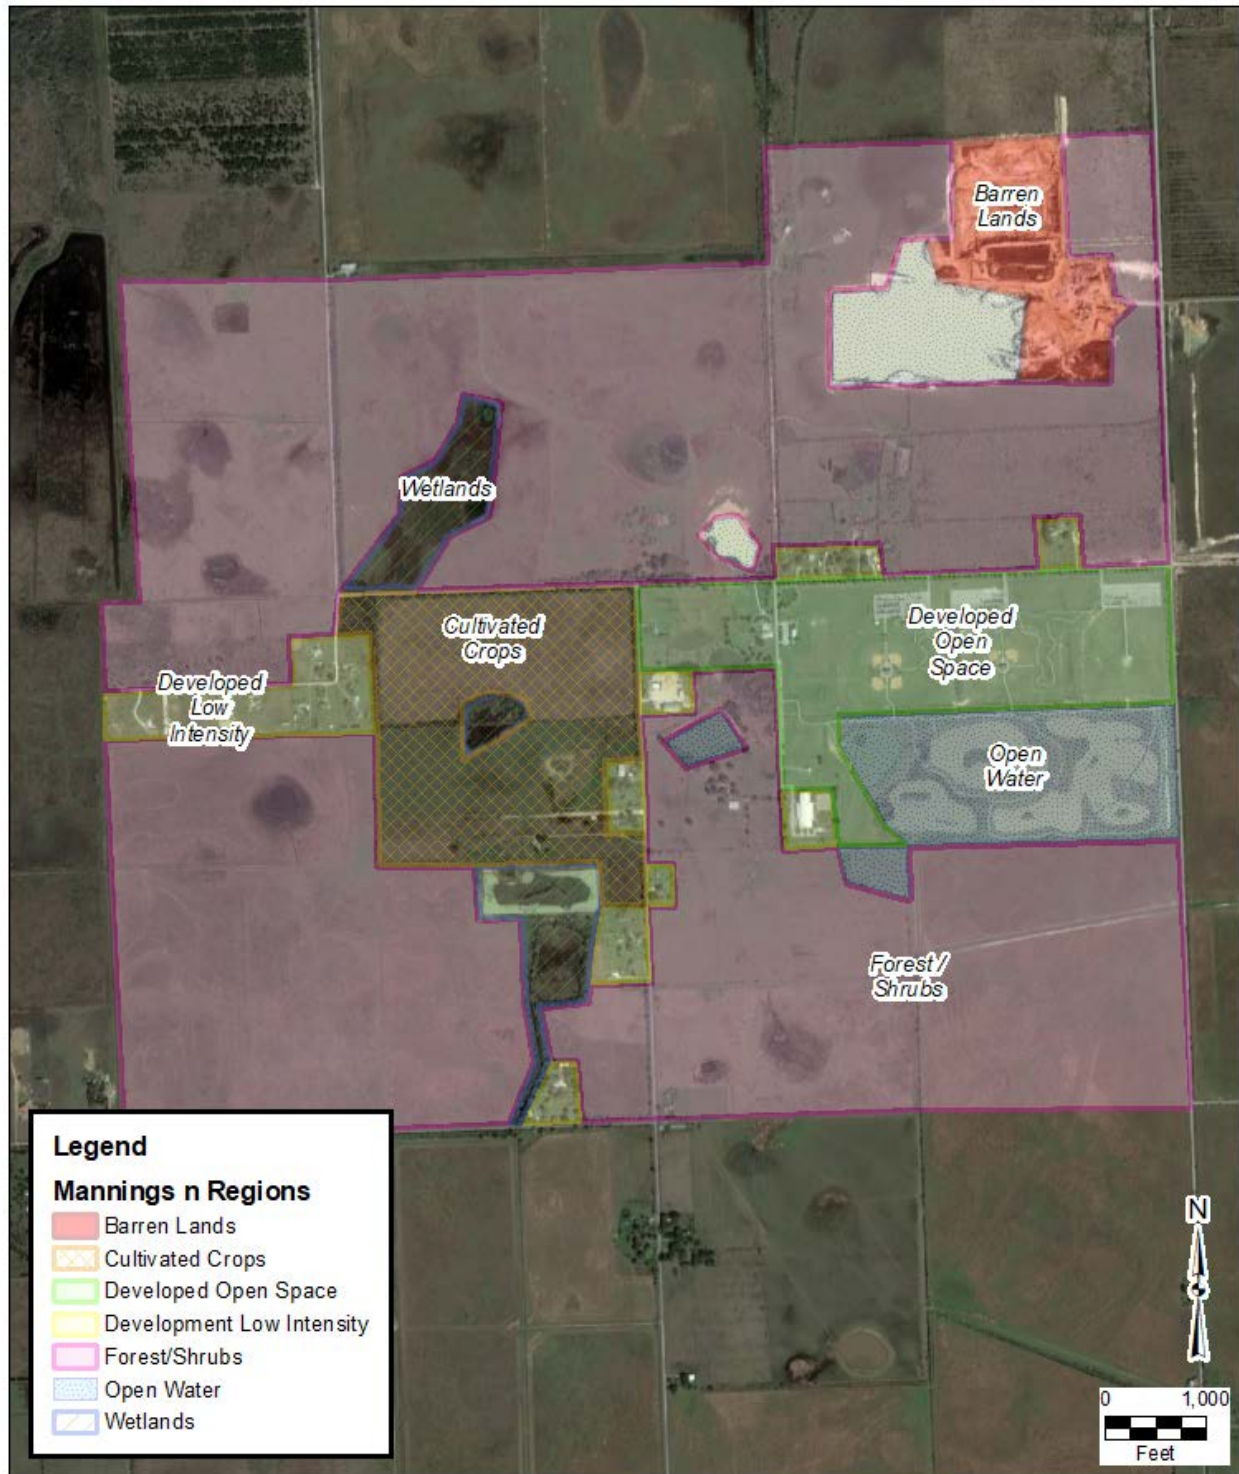 Barren
Lands
Wetlands
Cultivated
Crops
Developed
Open
Space
Developed
Low
Intensity
Open
Water
Forest /
Shrubs
Legend
Mannings n Regions
Barren Lands
Cultivated Crops
Developed Open Space
Development Low Intensity
Forest/Shrubs
Open Water
Wetlands
N
0 1,000
Feet